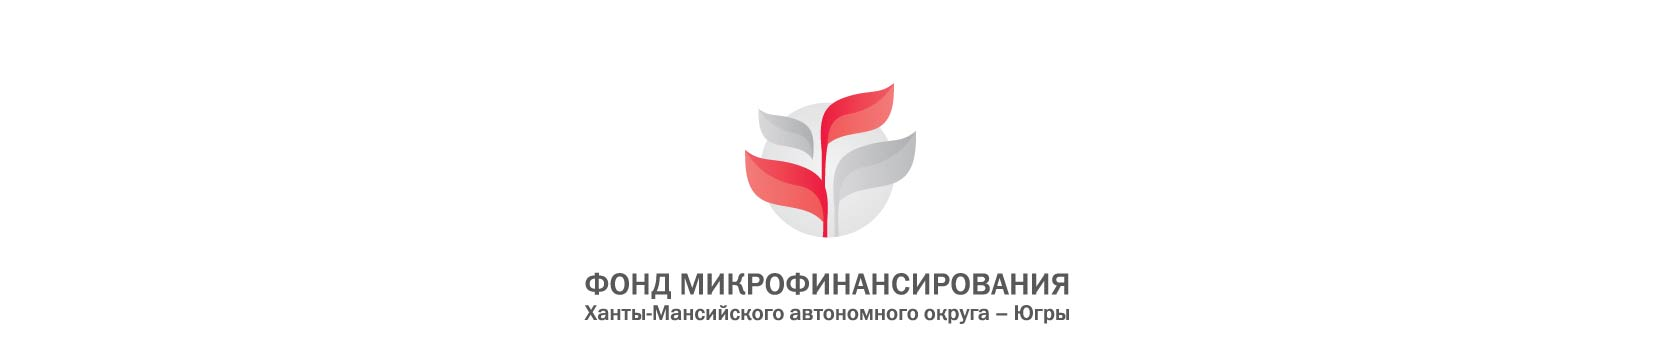 ФОНД МИКРОФИНАНСИРОВАНИЯ
Ханты-Мансийского автономного округа – Югры